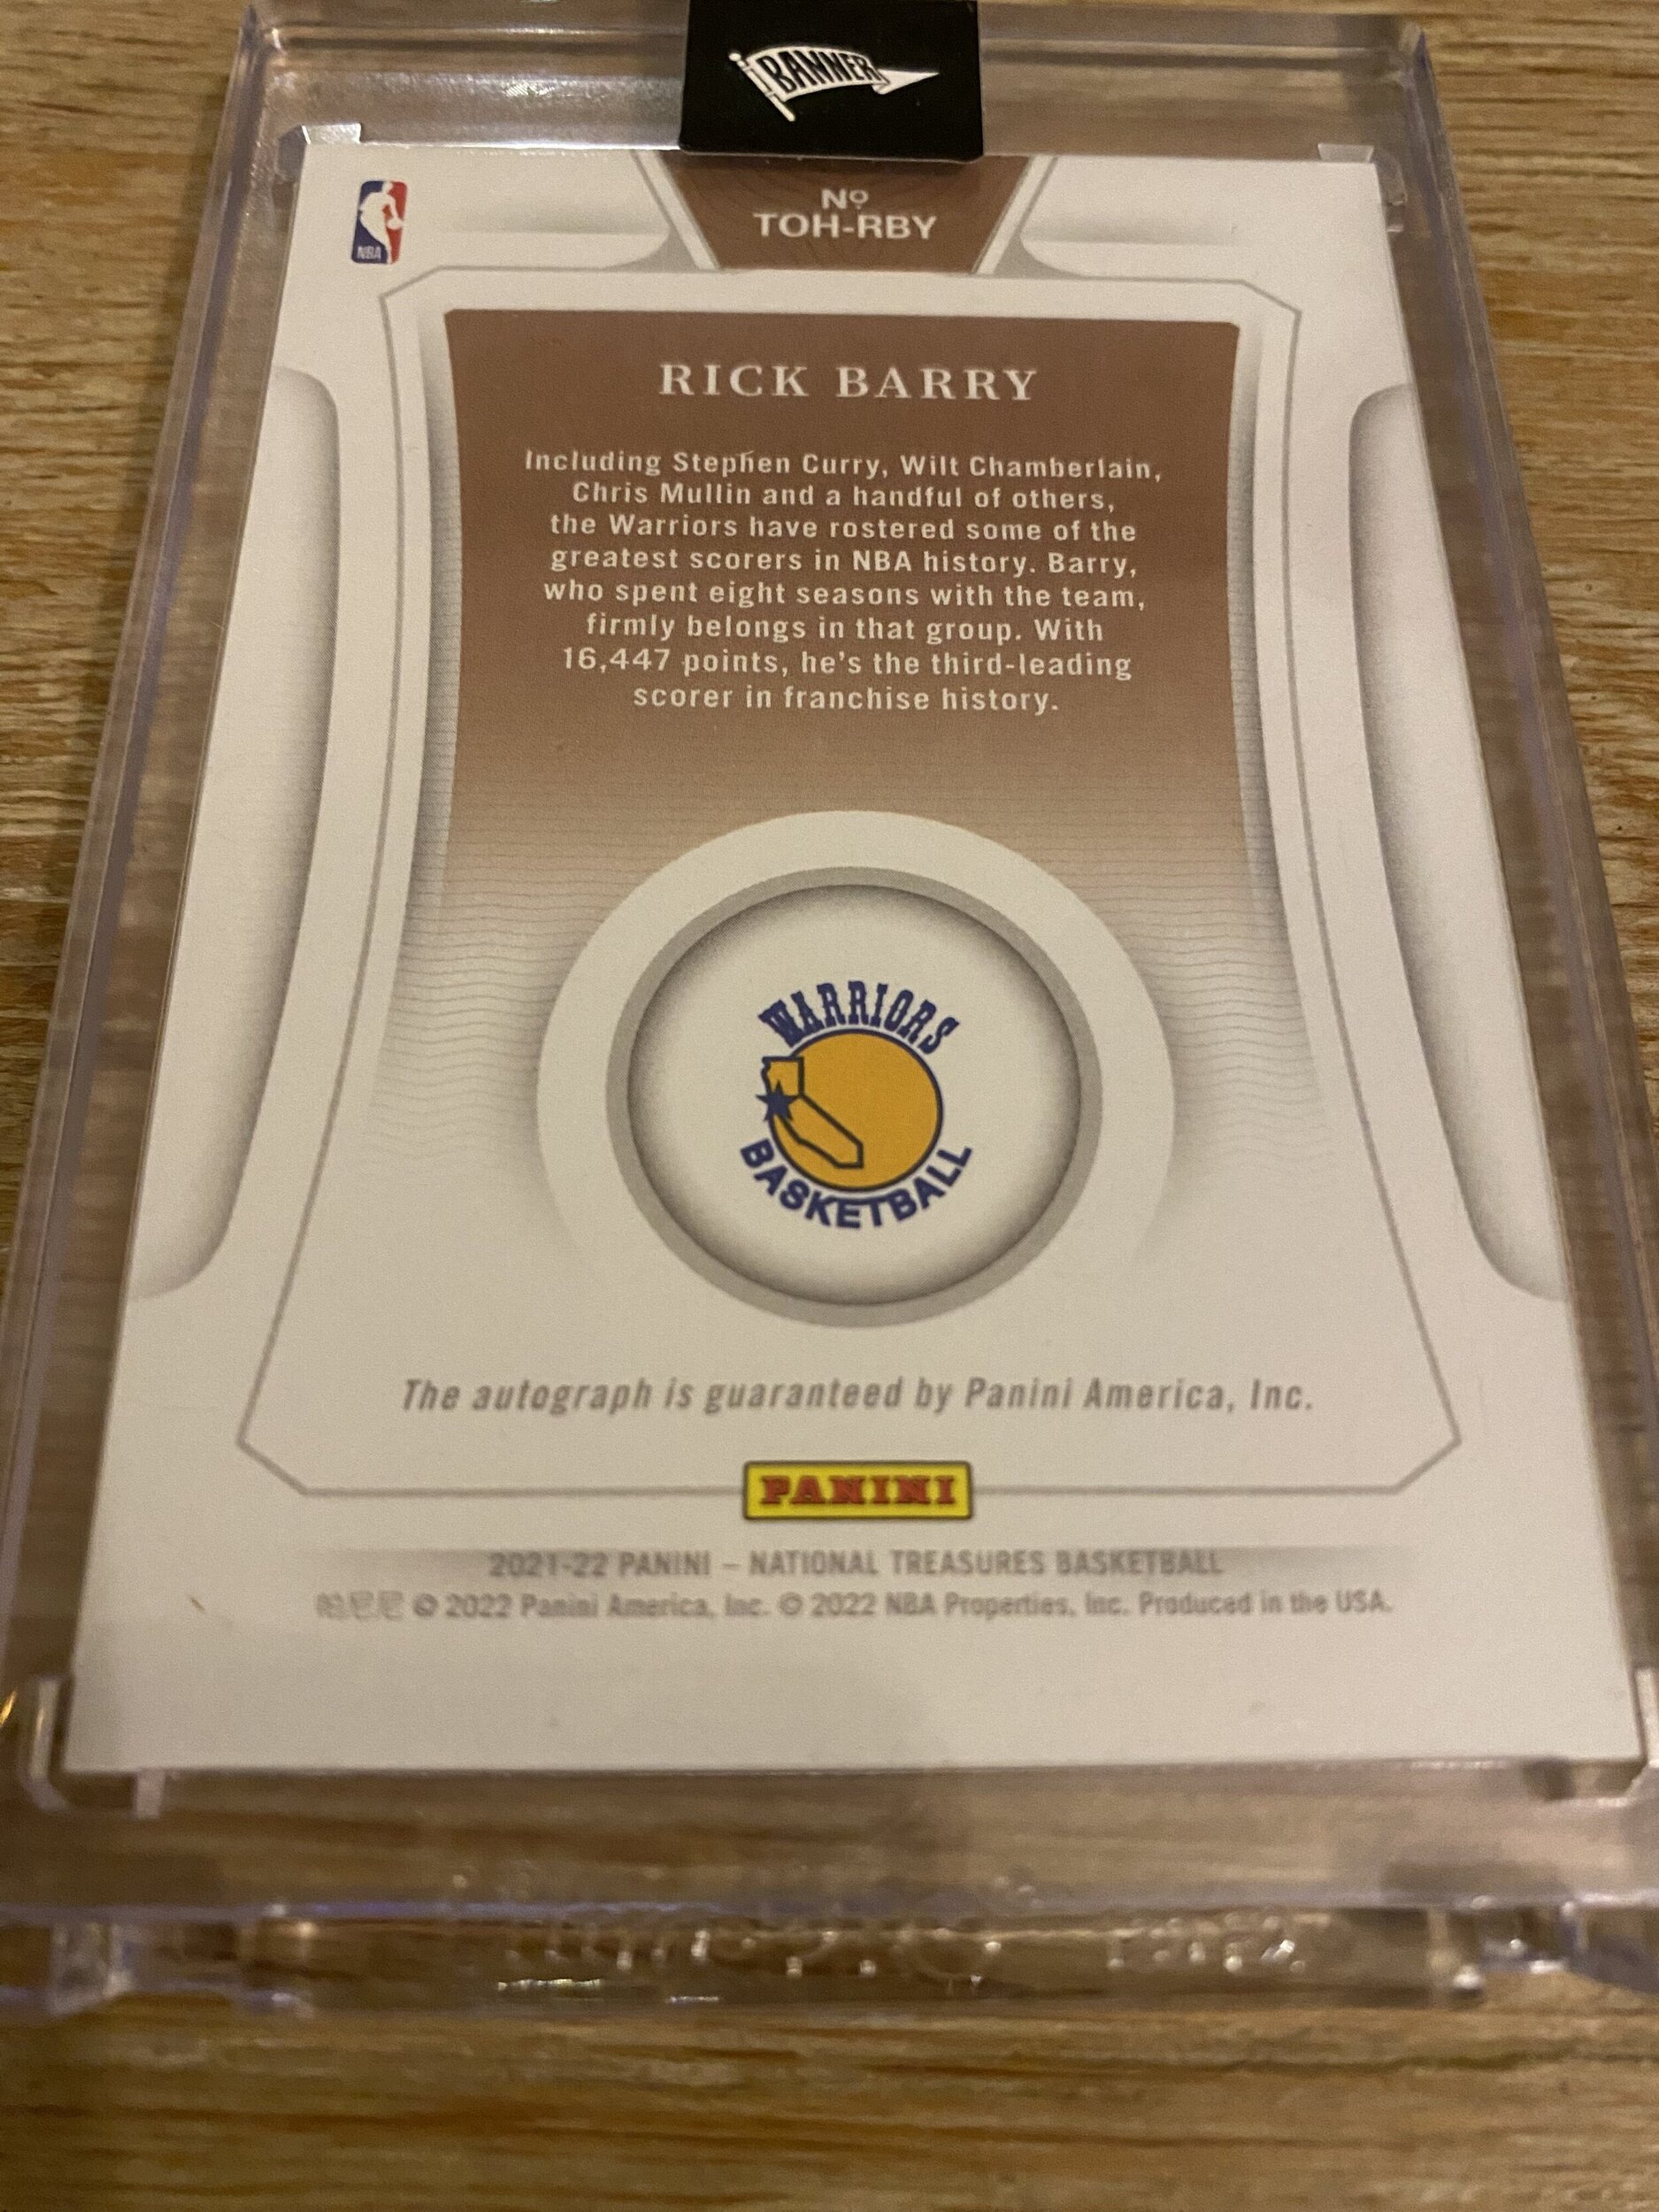 BANNER
Nº
TOH-RBY
NBA
RICK BARRY
Including Stephen Curry, Wilt Chamberlain,
Chris Mullin and a handful of others,
the Warriors have rostered some of the
greatest scorers in NBA history. Barry,
who spent eight seasons with the team,
firmly belongs in that group. With
16,447 points, he's the third-leading
scorer in franchise history.
WARRIORS
BASKETBALL
The autograph is guaranteed by Panini America, Inc.
PANINI
2021-22 PANINI – NATIONAL TREASURES BASKETBALL
帕尼尼 © 2022 Panini America, Inc. © 2022 NBA Properties, Inc. Produced in the USA.